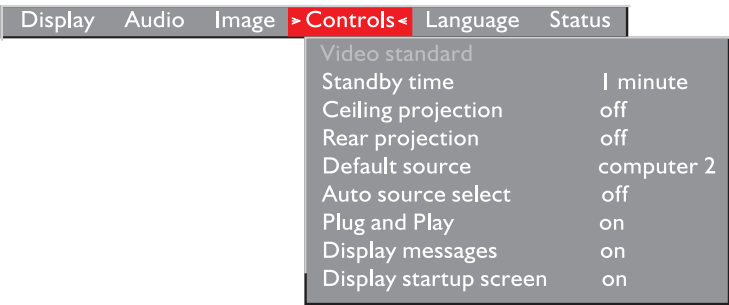 Display Audio Image >Controls< Language Status
Video standard
Standby time 1 minute
Ceiling projection off
Rear projection off
Default source computer 2
Auto source select off
Plug and Play on
Display messages on
Display startup screen on